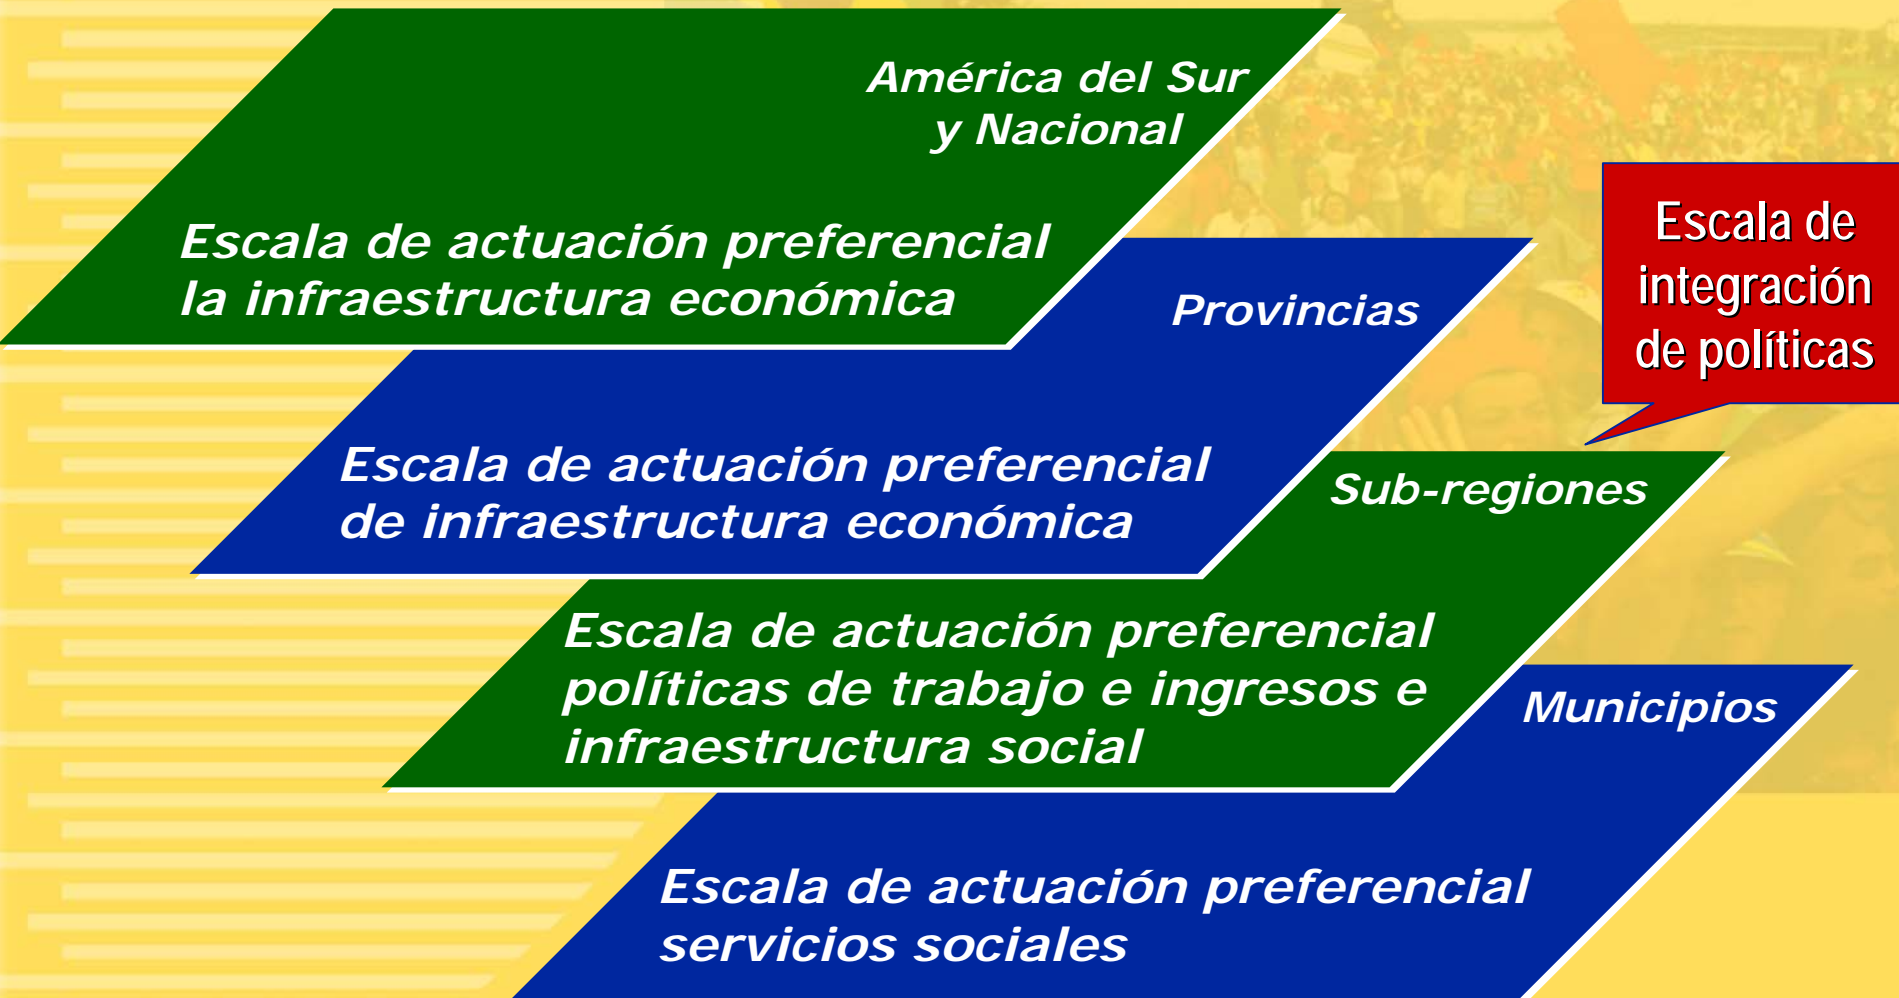 América del Sur
y Nacional
Escala de actuación preferencial
la infraestructura económica
Provincias
Escala de actuación preferencial
de infraestructura económica
Escala de
integración
de políticas
Sub-regiones
Escala de actuación preferencial
políticas de trabajo e ingresos e
infraestructura social
Municipios
Escala de actuación preferencial
servicios sociales